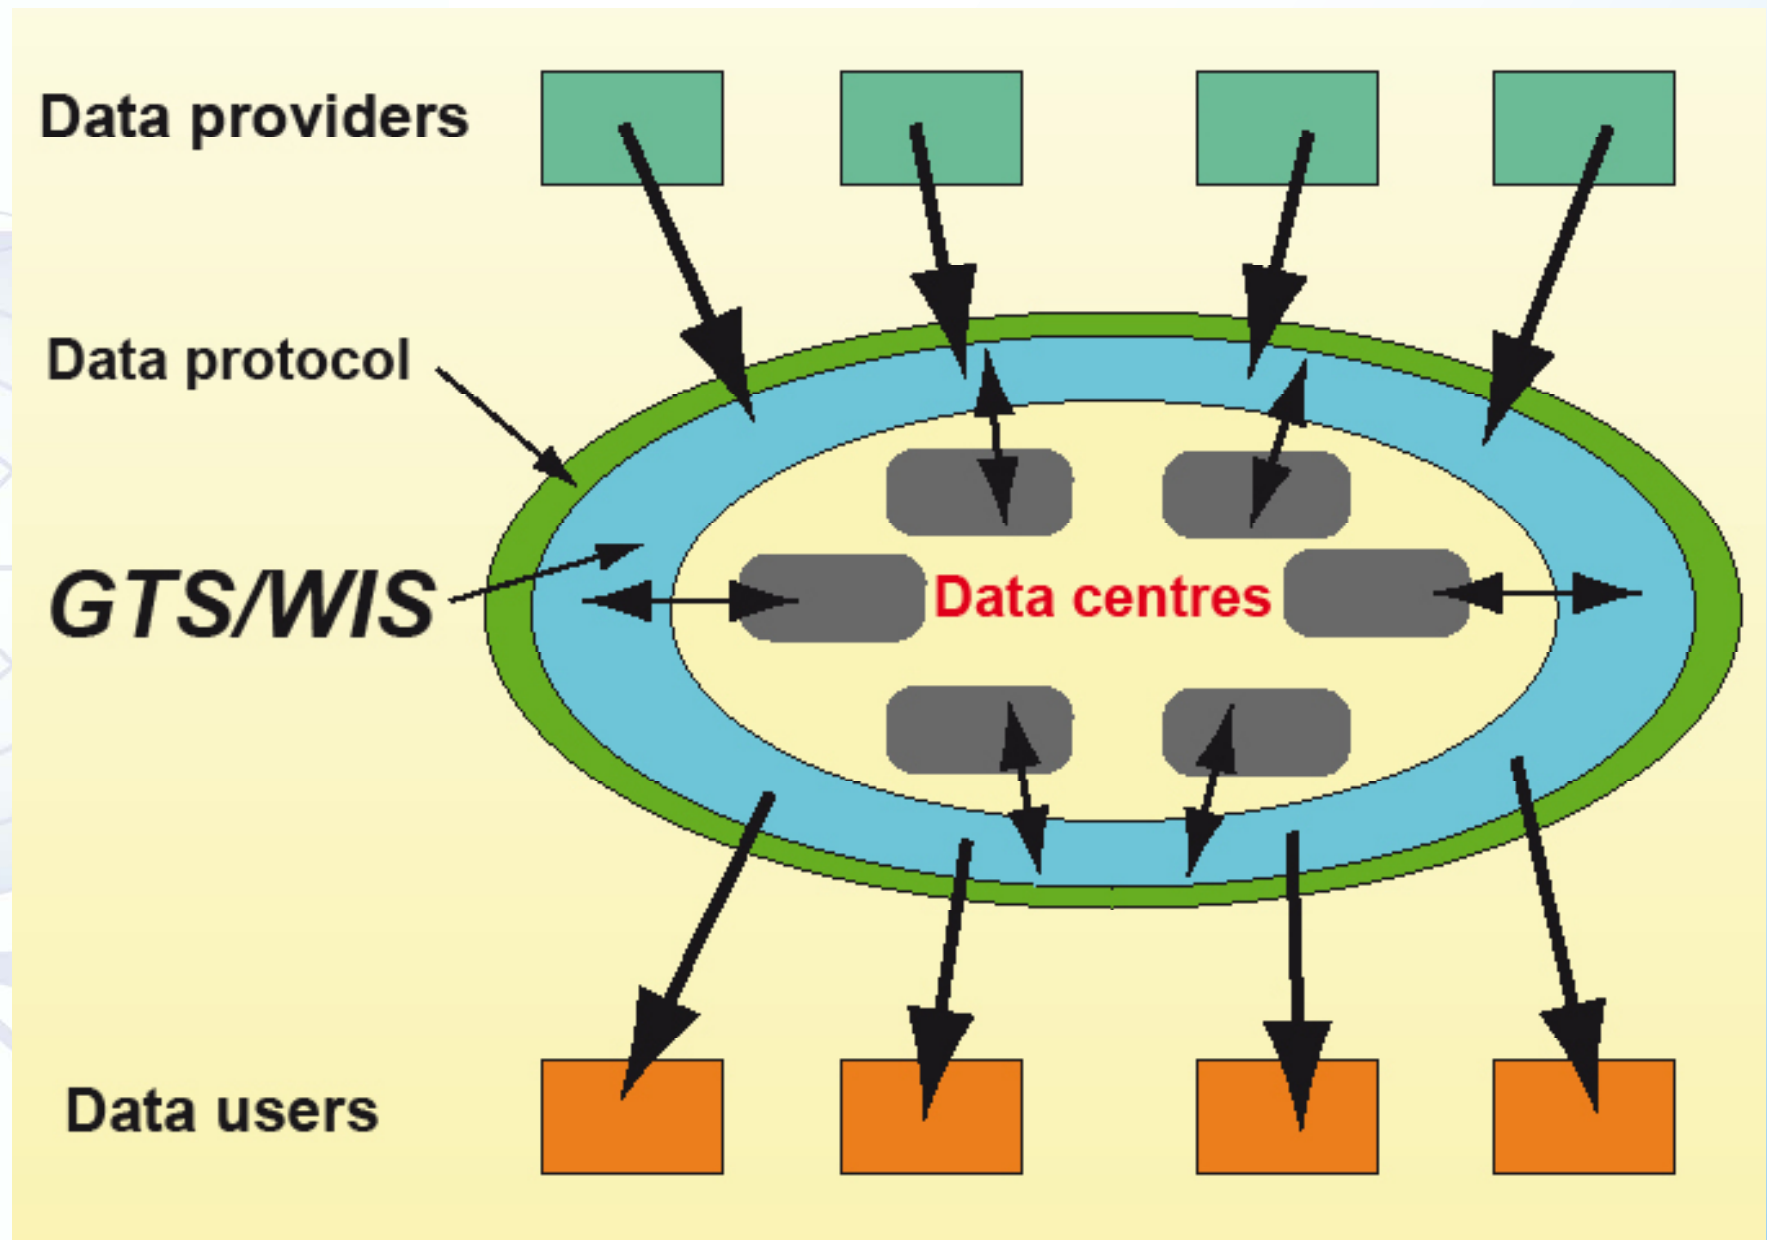 Data providers
Data protocol
GTS/WIS
Data centres
Data users